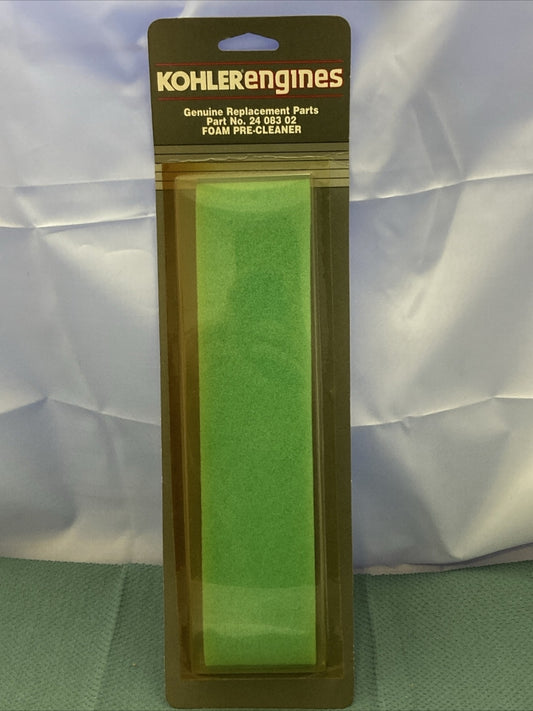 KOHLERengines
Genuine Replacement Parts
Part No. 24 083 02
FOAM PRE-CLEANER